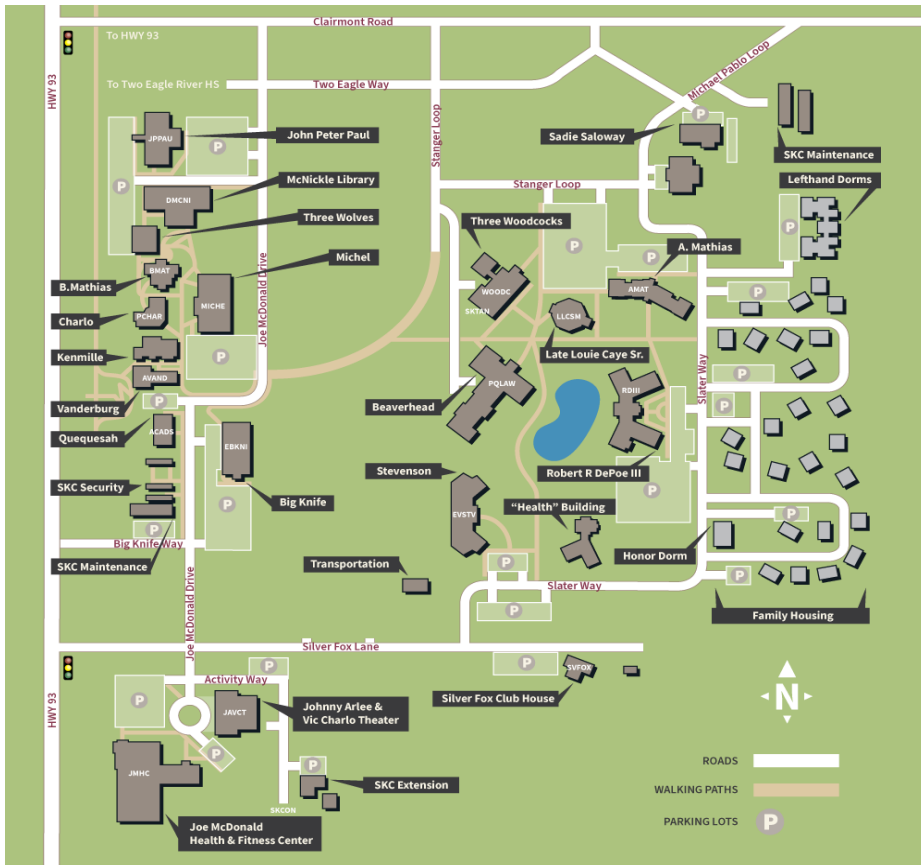 Clairmont Road
To HWY 93
HWY 93
To Two Eagle River HS
Two Eagle Way
Michael Pablo Loop
Stanger Loop
P
JPPAU
John Peter Paul
P
Sadie Saloway
SKC Maintenance
P
McNickle Library
DMCNI
Stanger Loop
Lefthand Dorms
Three Wolves
Three Woodcocks
P
P
A. Mathias
P
Michel
BMAT
B.Mathias
Joe McDonald Drive
WOODC
SKTAN
AMAT
P
MICHE
PCHAR
Charlo
LLCSM
Kenmille
P
Late Louie Caye Sr.
Slater Way
AVAND
Vanderburg
PQLAW
Beaverhead
RDIII
P
P
P
Quequesah
ACADS
EBKNI
Stevenson
Robert R DePoe III
SKC Security
Big Knife
P
EVSTV
“Health” Building
P
P
P
Big Knife Way
Honor Dorm
SKC Maintenance
Transportation
P
P
Slater Way
P
Family Housing
Joe McDonald Drive
Silver Fox Lane
HWY 93
P
P
SVFOX
Activity Way
Silver Fox Club House
N
P
JAVCT
Johnny Arlee &
Vic Charlo Theater
P
JMHC
P
SKC Extension
SKCON
Joe McDonald
Health & Fitness Center
ROADS
WALKING PATHS
PARKING LOTS
P